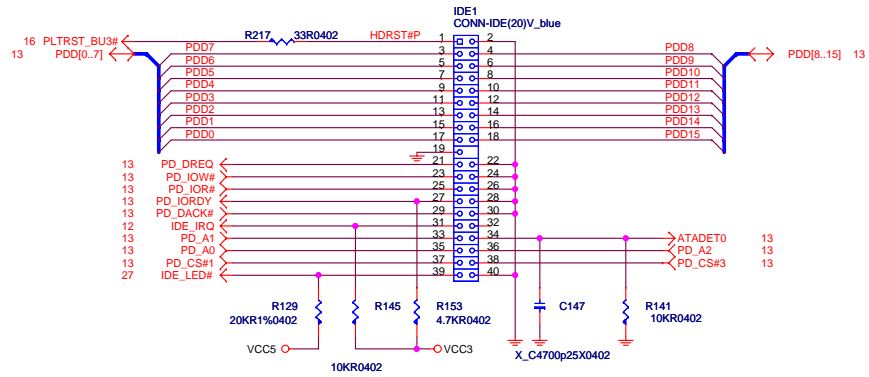 IDE1
CONN-IDE(20)V_blue
16 PLTRST_BU3# R217 33R0402 HDRST#P 1 2
13 PDD[0..7] PDD7 3 4 PDD8 PDD[8..15] 13
PDD6 5 6 PDD9
PDD5 7 8 PDD10
PDD4 9 10 PDD11
PDD3 11 12 PDD12
PDD2 13 14 PDD13
PDD1 15 16 PDD14
PDD0 17 18 PDD15
19
13 PD_DREQ 21 22
13 PD_IOW# 23 24
13 PD_IOR# 25 26
13 PD_IORDY 27 28
13 PD_DACK# 29 30
12 IDE_IRQ 31 32
13 PD_A1 33 34 ATADET0 13
13 PD_A0 35 36 PD_A2 13
13 PD_CS#1 37 38 PD_CS#3 13
27 IDE_LED# 39 40
R129 R145 R153 C147 R141
20KR1%0402 4.7KR0402 10KR0402
VCC5 VCC3 X_C4700p25X0402
10KR0402